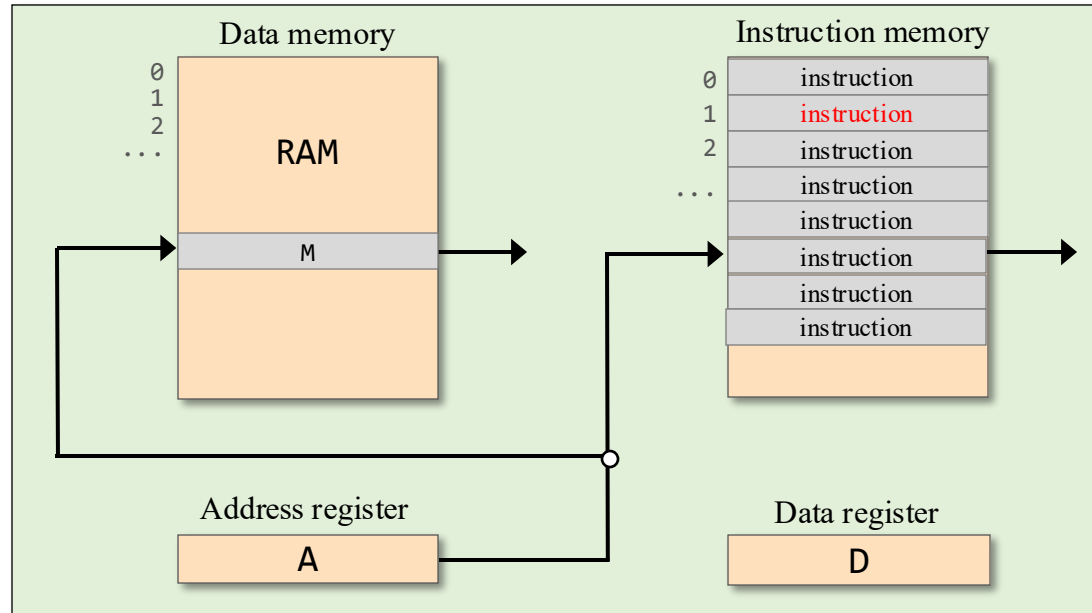 Data memory
0
1
2
...
RAM
M
Instruction memory
0
1
2
...
instruction
instruction
instruction
instruction
instruction
instruction
instruction
instruction
Address register
A
Data register
D